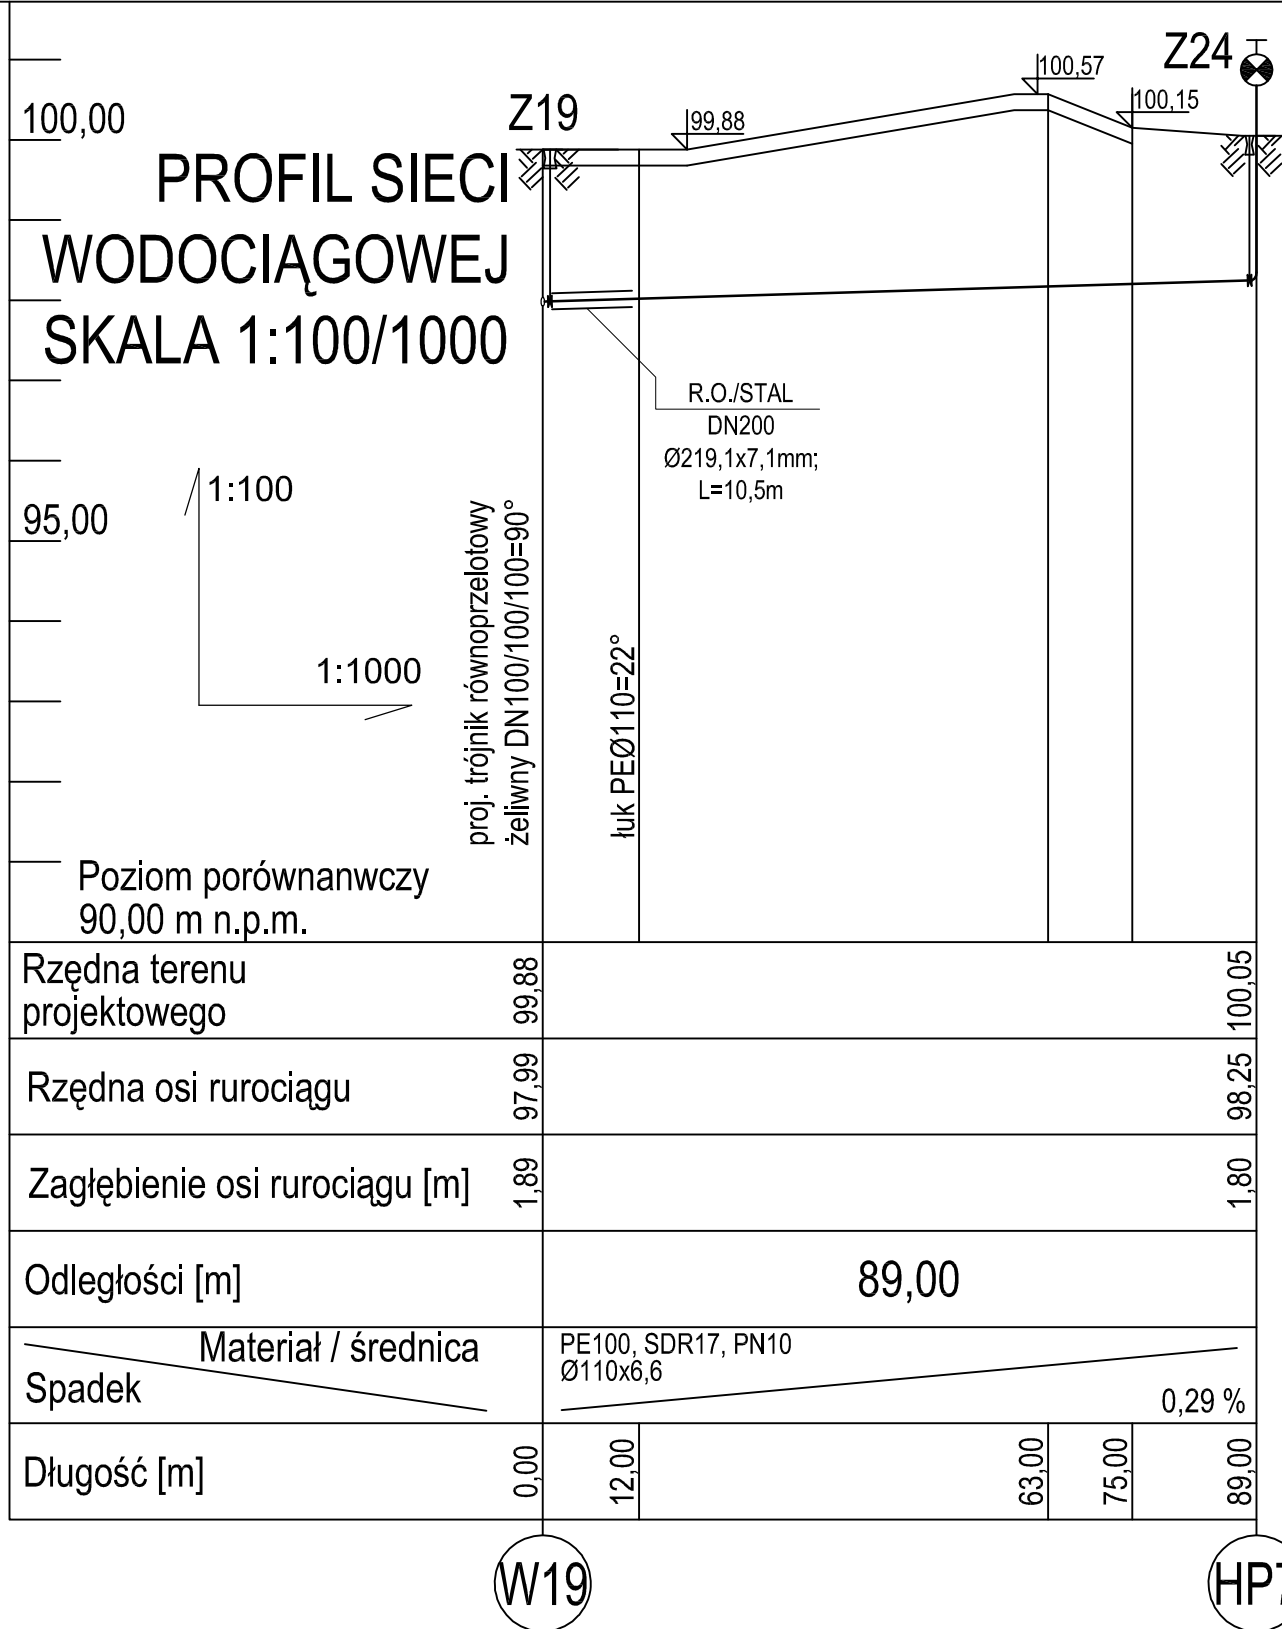 100,57
Z24
100,15
Z19
99,88
100,00
PROFIL SIECI
WODOCIĄGOWEJ
SKALA 1:100/1000
R.O./STAL
DN200
Ø219,1x7,1mm;
L=10,5m
1:100
95,00
1:1000
proj. trójnik równoprzelotowy
żeliwny DN100/100/100=90°
łuk PEØ110=22°
Poziom porównanwczy
90,00 m n.p.m.
Rzędna terenu
projektowego
99,88
100,05
Rzędna osi rurociągu
97,99
98,25
Zagłębienie osi rurociągu [m]
1,89
1,80
Odległości [m]
89,00
Materiał / średnica
Spadek
PE100, SDR17, PN10
Ø110x6,6
0,29 %
Długość [m]
0,00
12,00
63,00
75,00
89,00
W19
HP7